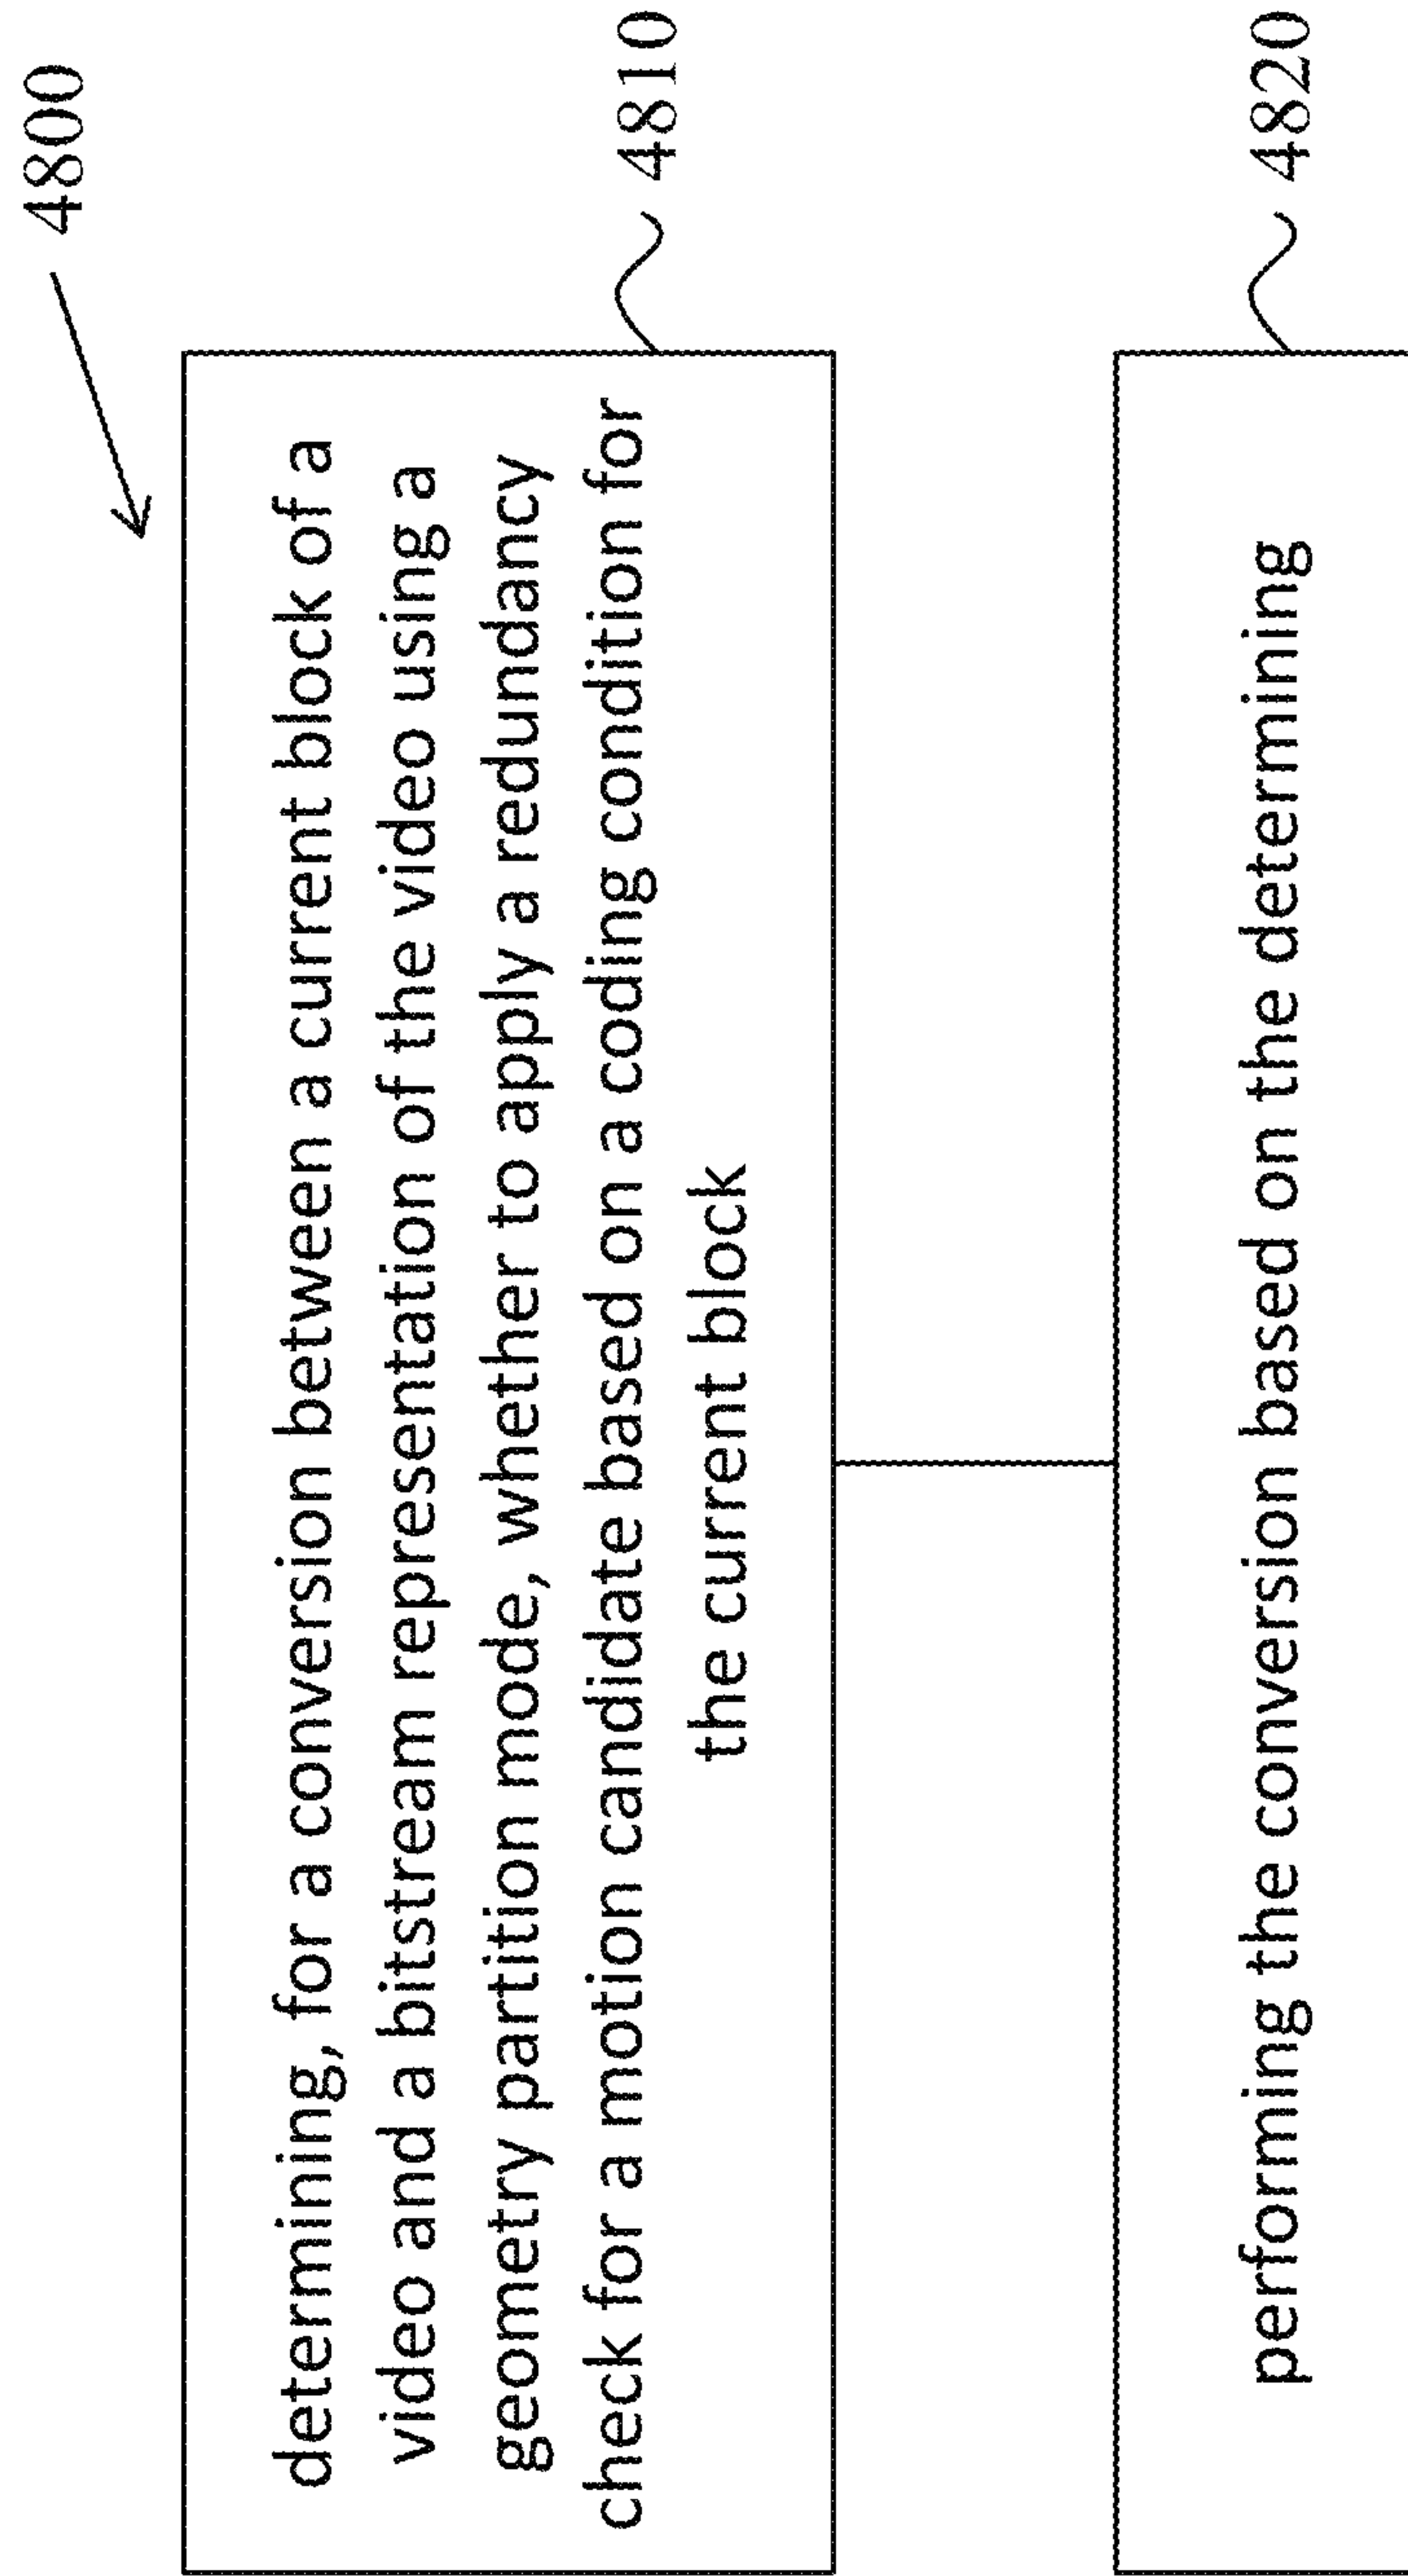 4800
determining, for a conversion between a current block of a
video and a bitstream representation of the video using a
geometry partition mode, whether to apply a redundancy
check for a motion candidate based on a coding condition for
the current block
4810
performing the conversion based on the determining
4820